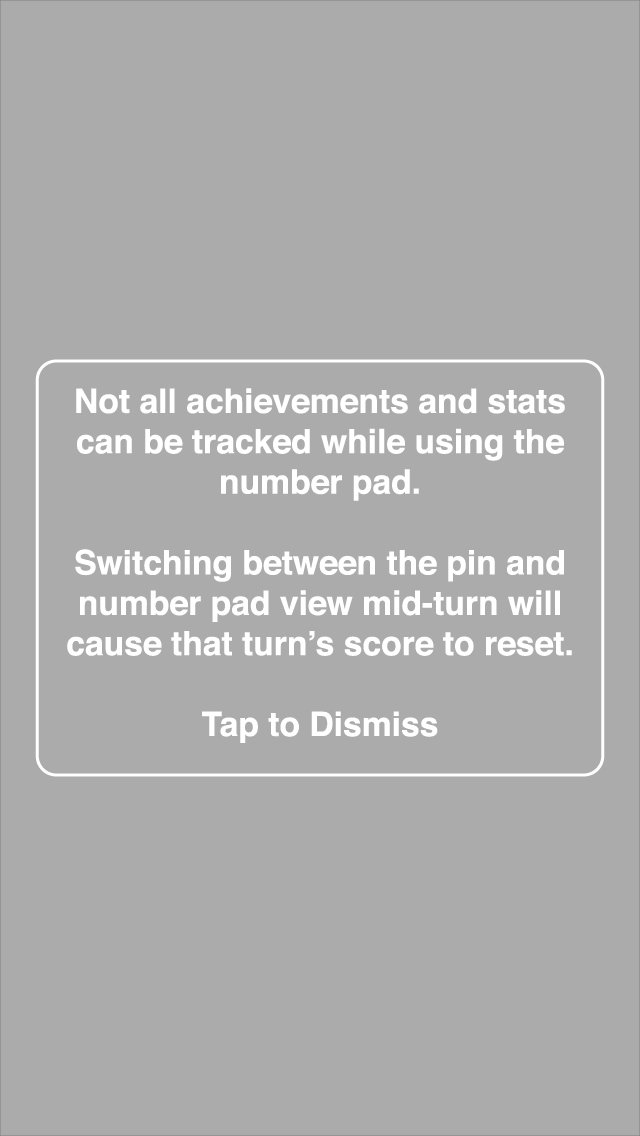 Not all achievements and stats
can be tracked while using the
number pad.
Switching between the pin and
number pad view mid-turn will
cause that turn’s score to reset.
Tap to Dismiss